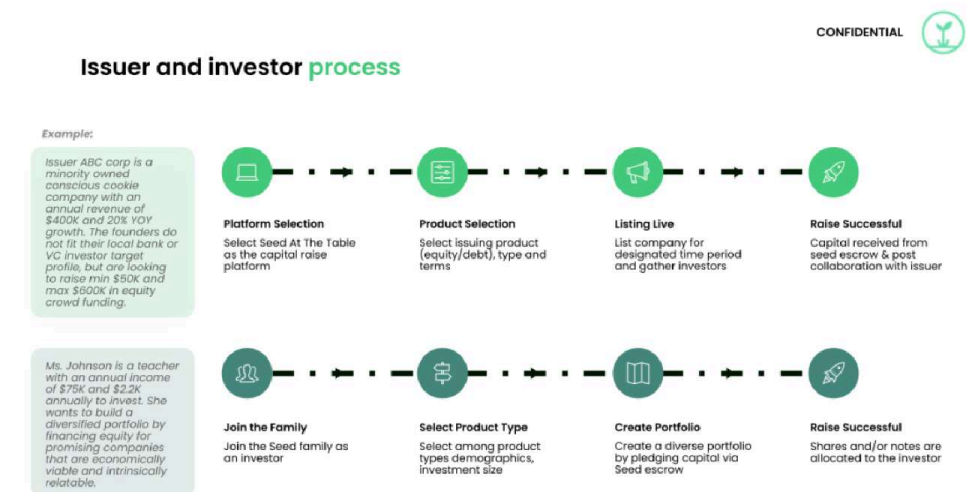 CONFIDENTIAL
Issuer and investor process
Example:
Issuer ABC corp is a
minority owned
conscious cookie
company with an
annual revenue of
$400K and 20% YOY
growth. The founders do
not fit their local bank or
VC investor target
profile, but are looking
to raise min $50K and
max $600K in equity
crowd funding.
Platform Selection
Select Seed At The Table
as the capital raise
platform
Product Selection
Select issuing product
(equity/debt), type and
terms
Listing Live
List company for
designated time period
and gather investors
Raise Successful
Capital received from
seed escrow & post
collaboration with issuer
Ms. Johnson is a teacher
with an annual income
of $75K and $2.2K
annually to invest. She
wants to build a
diversified portfolio by
financing equity for
promising companies
that are economically
viable and intrinsically
relatable.
Join the Family
Join the Seed family as
an investor
Select Product Type
Select among product
types demographics,
investment size
Create Portfolio
Create a diverse portfolio
by pledging capital via
Seed escrow
Raise Successful
Shares and/or notes are
allocated to the investor